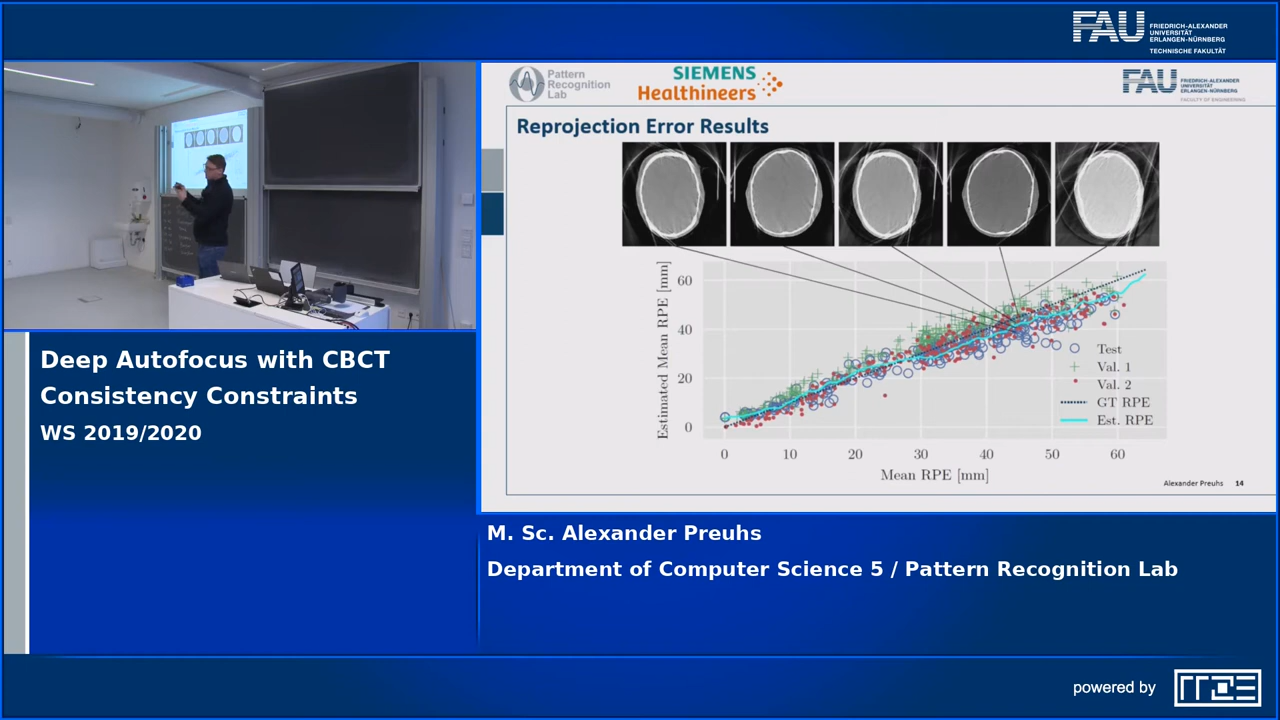 FAU FRIEDRICH-ALEXANDER
UNIVERSITÄT
ERLANGEN-NÜRNBERG
TECHNISCHE FAKULTÄT
Pattern
Recognition
Lab
SIEMENS
Healthineers
FAU FRIEDRICH-ALEXANDER
UNIVERSITÄT
ERLANGEN-NÜRNBERG
FACULTY OF ENGINEERING
Reprojection Error Results
Estimated Mean RPE [mm]
60
40
20
0
Test
Val. 1
Val. 2
GT RPE
Est. RPE
0 10 20 30 40 50 60
Mean RPE [mm]
Alexander Preuhs 14
Deep Autofocus with CBCT
Consistency Constraints
WS 2019/2020
M. Sc. Alexander Preuhs
Department of Computer Science 5 / Pattern Recognition Lab
powered by
RRZE